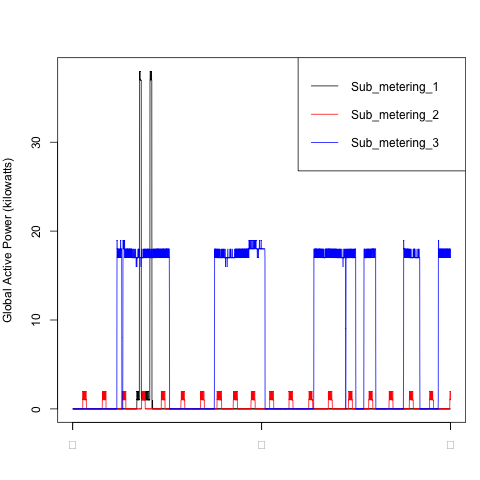 Sub_metering_1
Sub_metering_2
Sub_metering_3
Global Active Power (kilowatts)
30
20
10
0